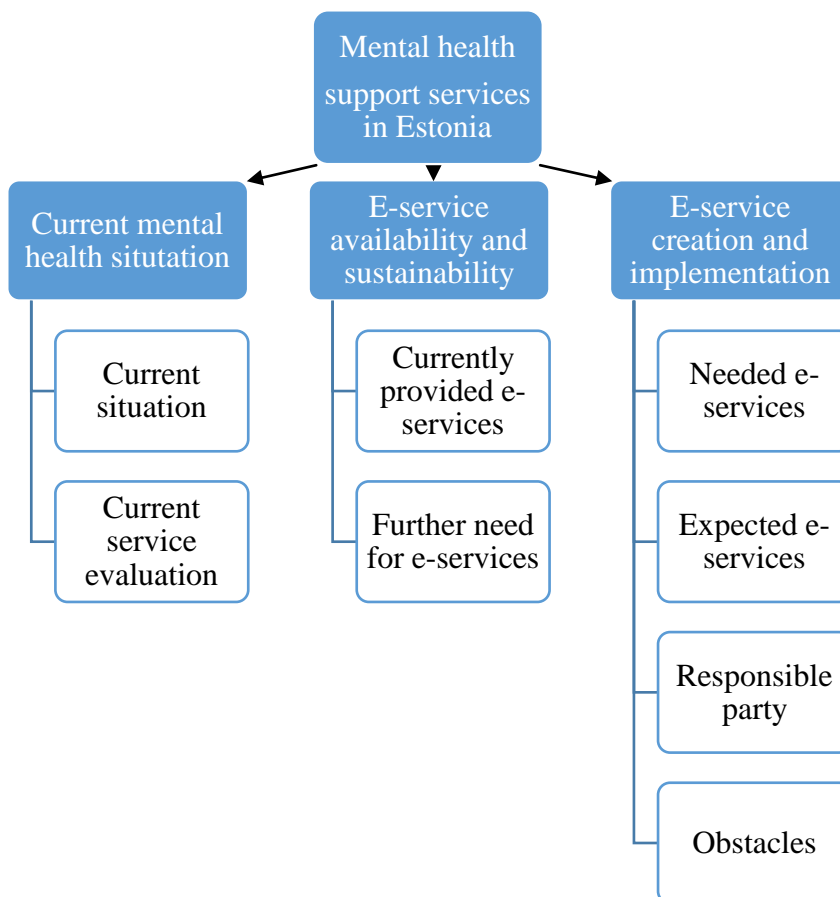 Mental health
support services
in Estonia
Current mental
health situtation
E-service
availability and
sustainability
E-service
creation and
implementation
Current
situation
Current
service
evaluation
Currently
provided e-
services
Further need
for e-services
Needed e-
services
Expected e-
services
Responsible
party
Obstacles